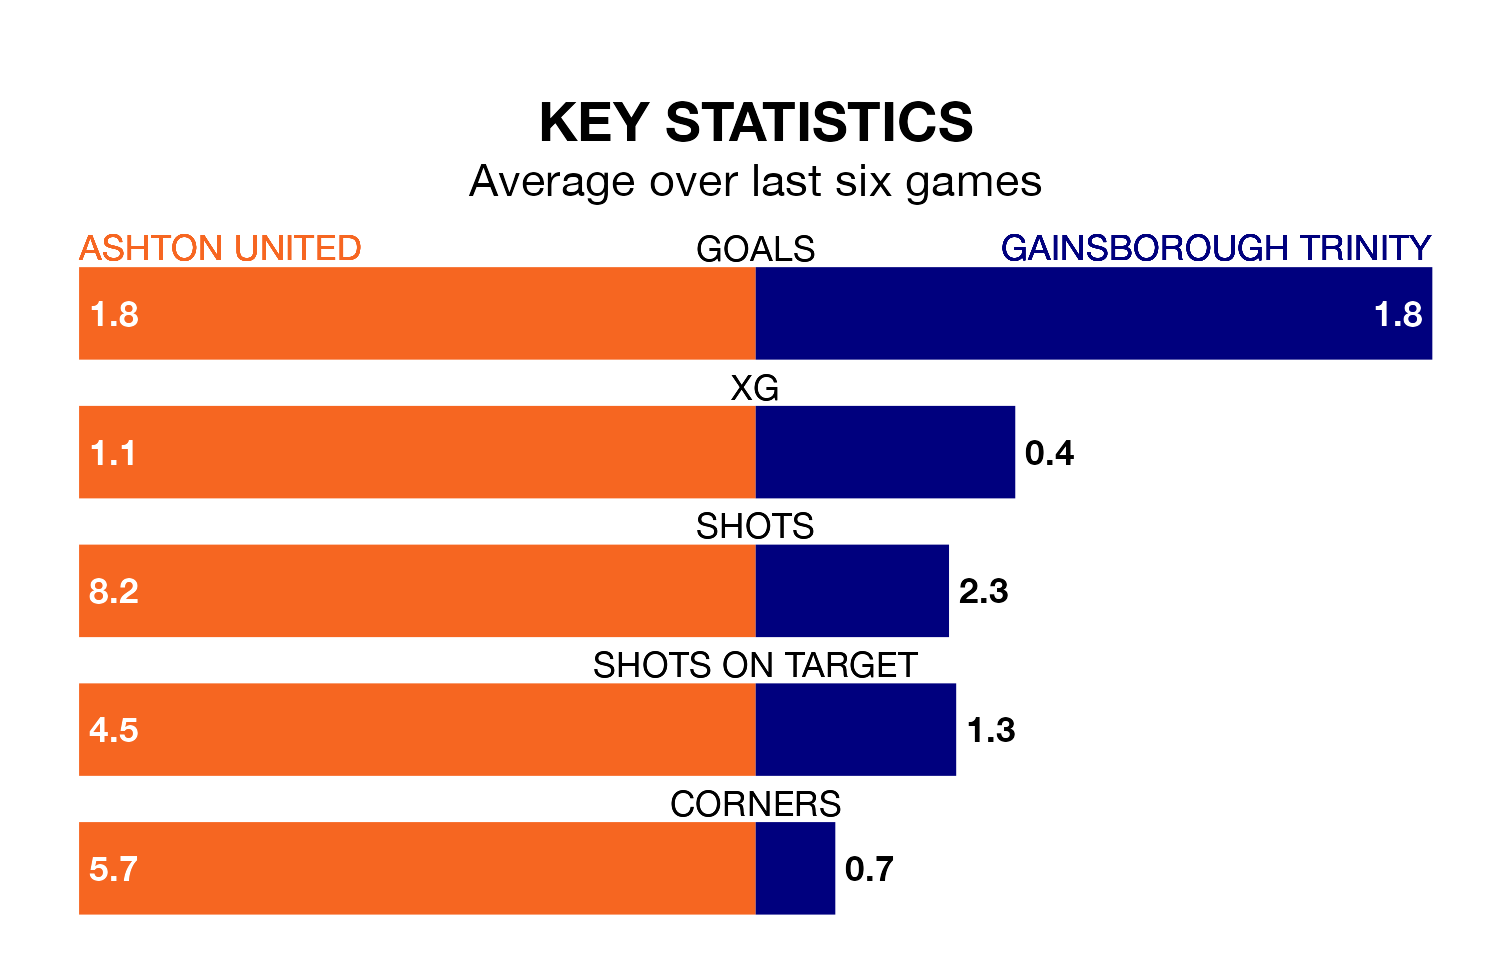 KEY STATISTICS
Average over last six games
ASHTON UNITED GOALS GAINSBOROUGH TRINITY
1.8 1.8
XG
1.1 0.4
SHOTS
8.2 2.3
SHOTS ON TARGET
4.5 1.3
CORNERS
5.7 0.7